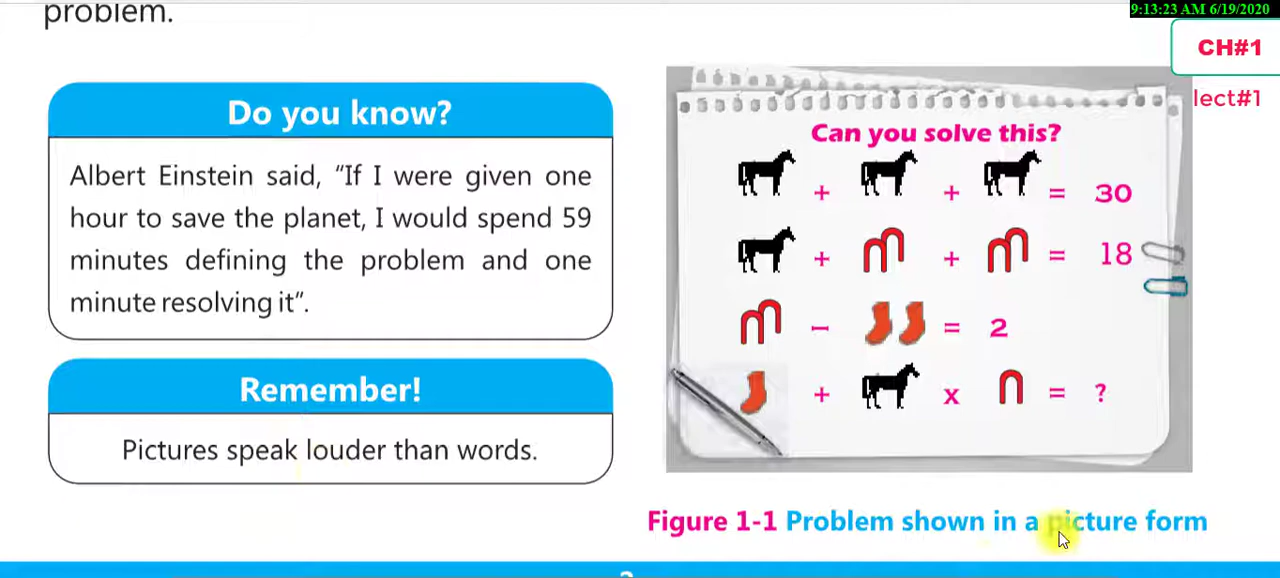 problem.
9:13:23 AM 6/19/2020
CH#1
lect#1
Do you know?
Albert Einstein said, “If I were given one
hour to save the planet, I would spend 59
minutes defining the problem and one
minute resolving it”.
Remember!
Pictures speak louder than words.
Can you solve this?
+ + = 30
+ + = 18
– = 2
+ x = ?
Figure 1-1 Problem shown in a picture form